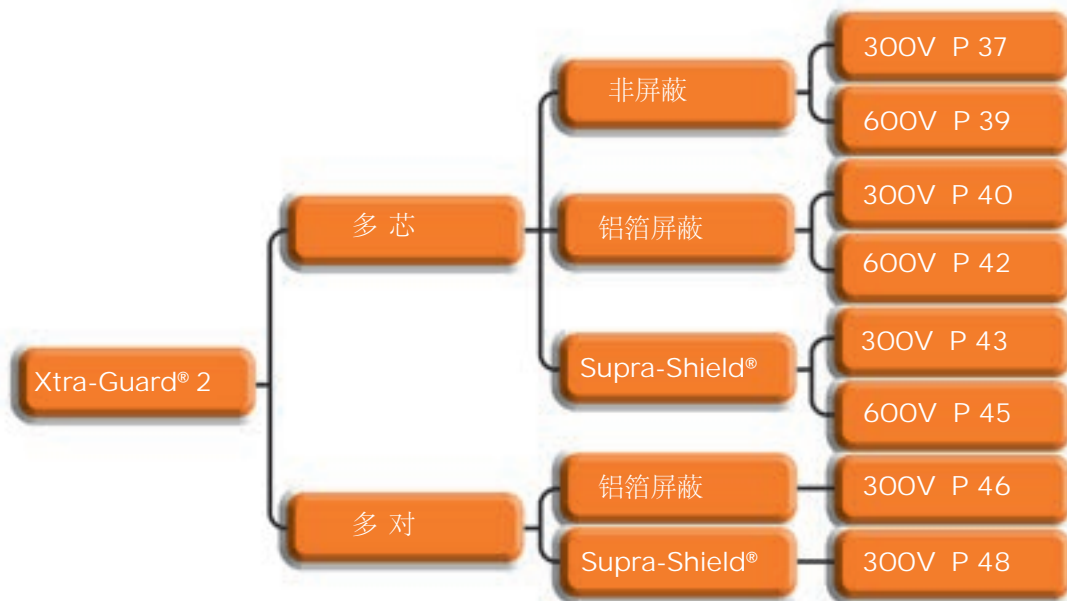 300V P 37
非屏蔽
600V P 39
300V P 40
多 芯
铝箔屏蔽
600V P 42
300V P 43
Supra-Shield®
Xtra-Guard® 2
600V P 45
铝箔屏蔽
300V P 46
多 对
Supra-Shield®
300V P 48